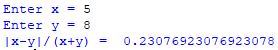 Enter x = 5
Enter y = 8
|x-y|/(x+y) =  0.23076923076923078